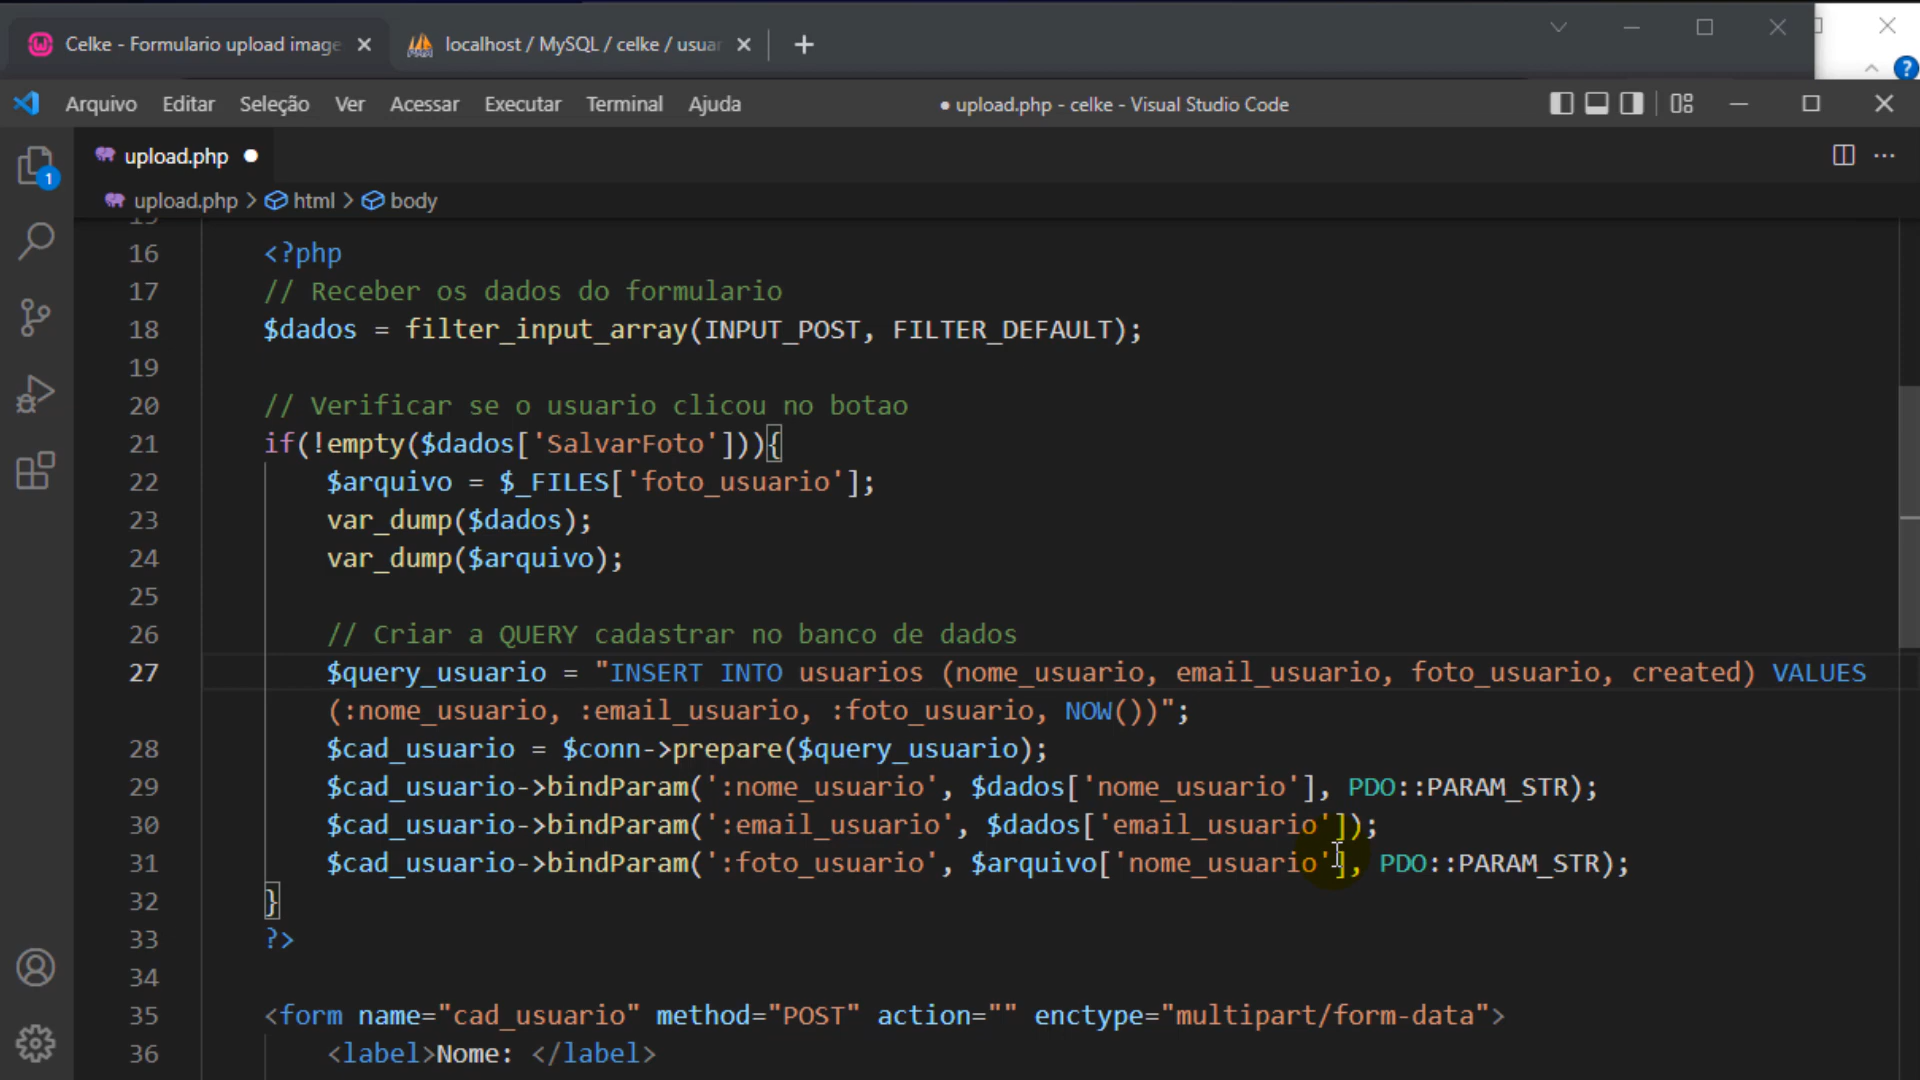 Celke - Formulario upload image
localhost / MySQL / celke / usuar
Arquivo Editar Seleção Ver Acessar Executar Terminal Ajuda
● upload.php - celke - Visual Studio Code
upload.php
upload.php > html > body
1
15
16 <?php
17 // Receber os dados do formulario
18 $dados = filter_input_array(INPUT_POST, FILTER_DEFAULT);
19
20 // Verificar se o usuario clicou no botao
21 if(!empty($dados['SalvarFoto'])){
22 $arquivo = $_FILES['foto_usuario'];
23 var_dump($dados);
24 var_dump($arquivo);
25
26 // Criar a QUERY cadastrar no banco de dados
27 $query_usuario = "INSERT INTO usuarios (nome_usuario, email_usuario, foto_usuario, created) VALUES
(:nome_usuario, :email_usuario, :foto_usuario, NOW())";
28 $cad_usuario = $conn->prepare($query_usuario);
29 $cad_usuario->bindParam(':nome_usuario', $dados['nome_usuario'], PDO::PARAM_STR);
30 $cad_usuario->bindParam(':email_usuario', $dados['email_usuario']);
31 $cad_usuario->bindParam(':foto_usuario', $arquivo['nome_usuario'], PDO::PARAM_STR);
32 }
33 ?>
34
35 <form name="cad_usuario" method="POST" action="" enctype="multipart/form-data">
36 <label>Nome: </label>